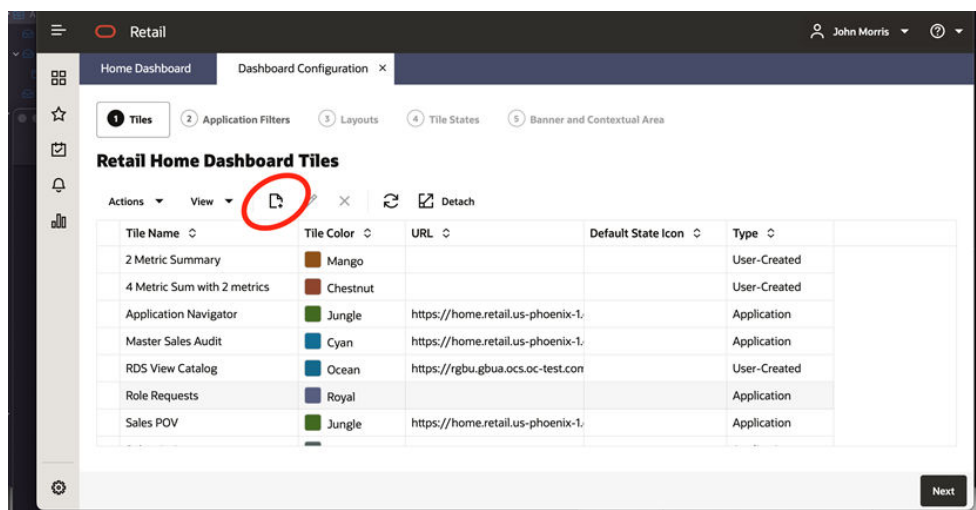 Retail
John Morris
Home Dashboard
Dashboard Configuration ×
1 Tiles
2 Application Filters
3 Layouts
4 Tile States
5 Banner and Contextual Area
Retail Home Dashboard Tiles
Actions View Detach
Tile Name Tile Color URL Default State Icon Type
2 Metric Summary Mango User-Created
4 Metric Sum with 2 metrics Chestnut User-Created
Application Navigator Jungle https://home.retail.us-phoenix-1. Application
Master Sales Audit Cyan https://home.retail.us-phoenix-1. Application
RDS View Catalog Ocean https://rgbu.gbua.ocs.oc-test.com User-Created
Role Requests Royal Application
Sales POV Jungle https://home.retail.us-phoenix-1. Application
Next